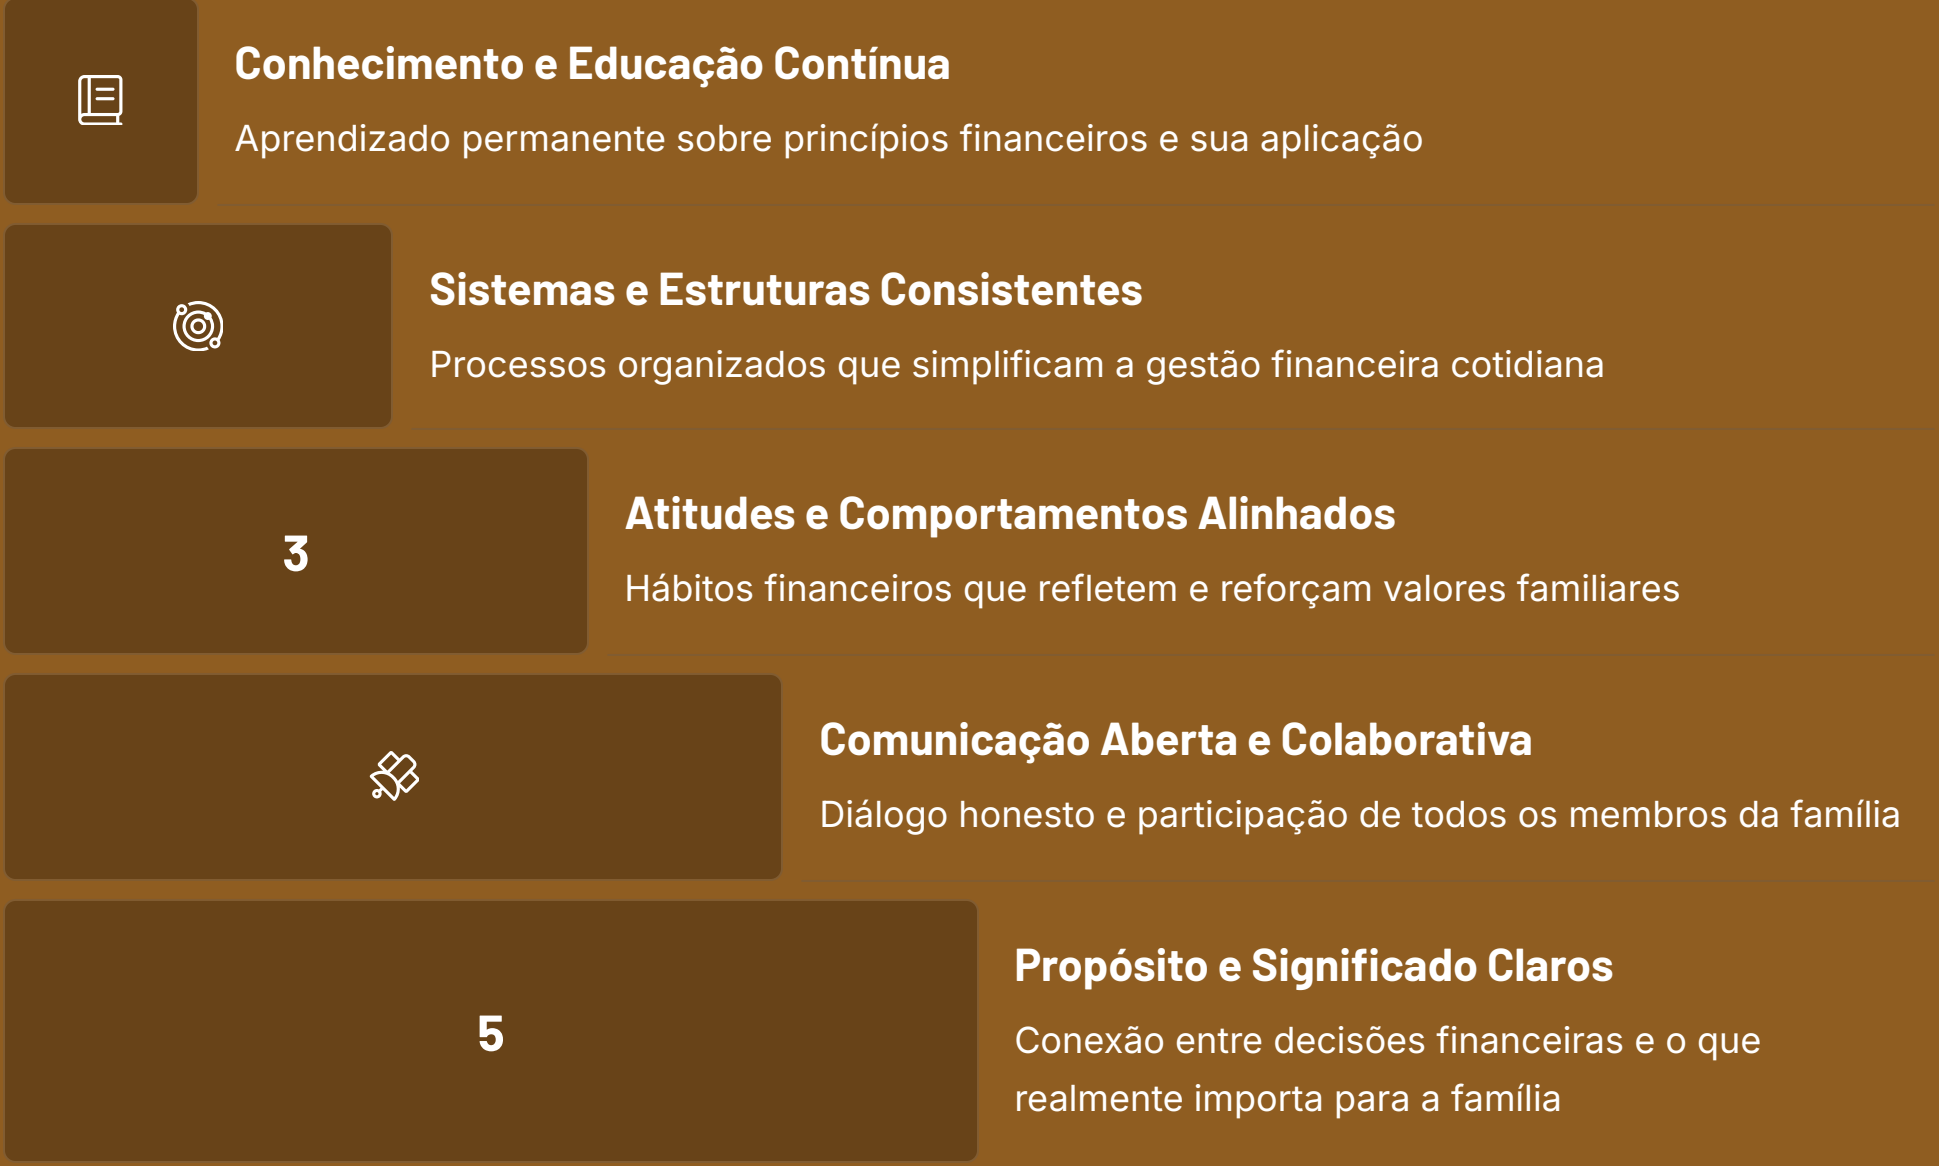 Conhecimento e Educação Contínua
Aprendizado permanente sobre princípios financeiros e sua aplicação
Sistemas e Estruturas Consistentes
Processos organizados que simplificam a gestão financeira cotidiana
3
Atitudes e Comportamentos Alinhados
Hábitos financeiros que refletem e reforçam valores familiares
Comunicação Aberta e Colaborativa
Diálogo honesto e participação de todos os membros da família
5
Propósito e Significado Claros
Conexão entre decisões financeiras e o que
realmente importa para a família